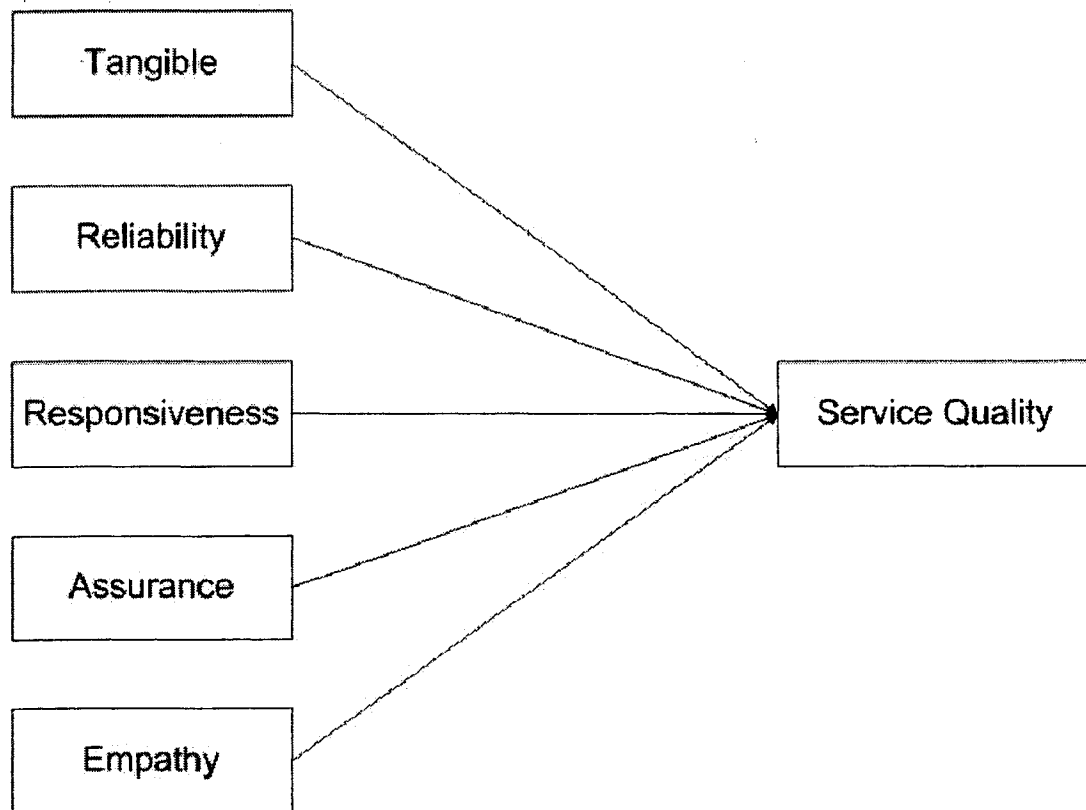 Tangible
Reliability
Responsiveness
Service Quality
Assurance
Empathy